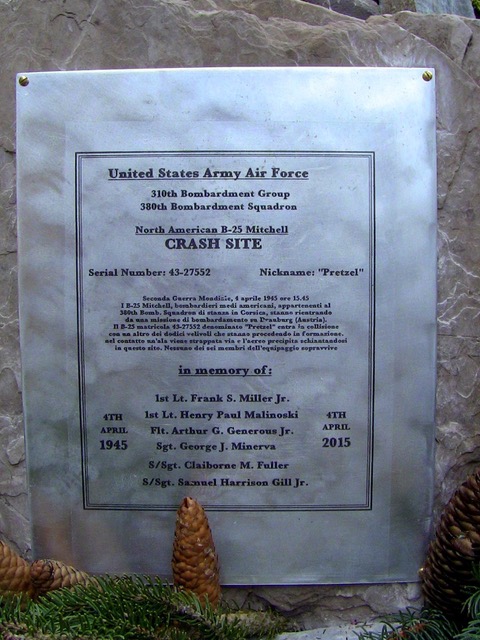 United States Army Air Force
310th Bombardment Group
380th Bombardment Squadron
North American B-25 Mitchell
CRASH SITE
Serial Number: 43-27552 Nickname: "Pretzel"
Seconda Guerra Mondiale, 4 aprile 1945 ore 15.45
I B-25 Mitchell, bombardieri medi americani, appartenenti al
380th Bomb. Squadron di stanza in Corsica, stanno rientrando
da una missione di bombardamento su Drauburg (Austria).
Il B-25 matricola 43-27552 denominato "Pretzel" entra in collisione
con un altro dei dodici velivoli che stanno procedendo in formazione.
nel contatto un'ala viene strappata via e l'aereo precipita schiantandosi
in questo sito. Nessuno dei sei membri dell'equipaggio sopravvive
in memory of:
1st Lt. Frank S. Miller Jr.
1st Lt. Henry Paul Malinoski
Flt. Arthur G. Generous Jr.
Sgt. George J. Minerva
S/Sgt. Claiborne M. Fuller
S/Sgt. Samuel Harrison Gill Jr.
4TH
APRIL
1945
4TH
APRIL
2015